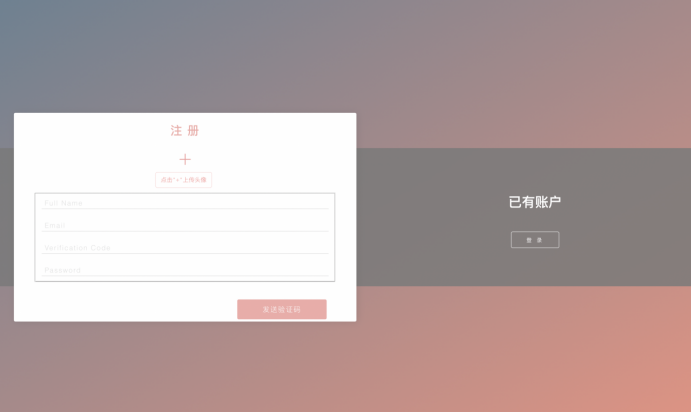 注 册
点击"+"上传头像
Full Name
Email
Verification Code
Password
发送验证码
已有账户
登 录